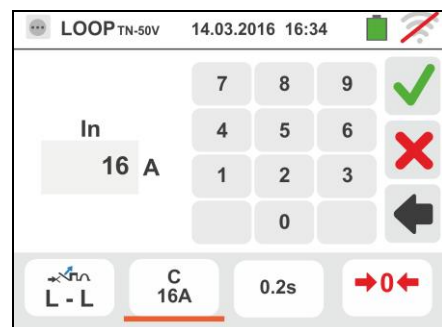 LOOP TN-50V 14.03.2016 16:34
7 8 9
In 4 5 6
16 A 1 2 3
0
L - L C 0.2s →0←
16A